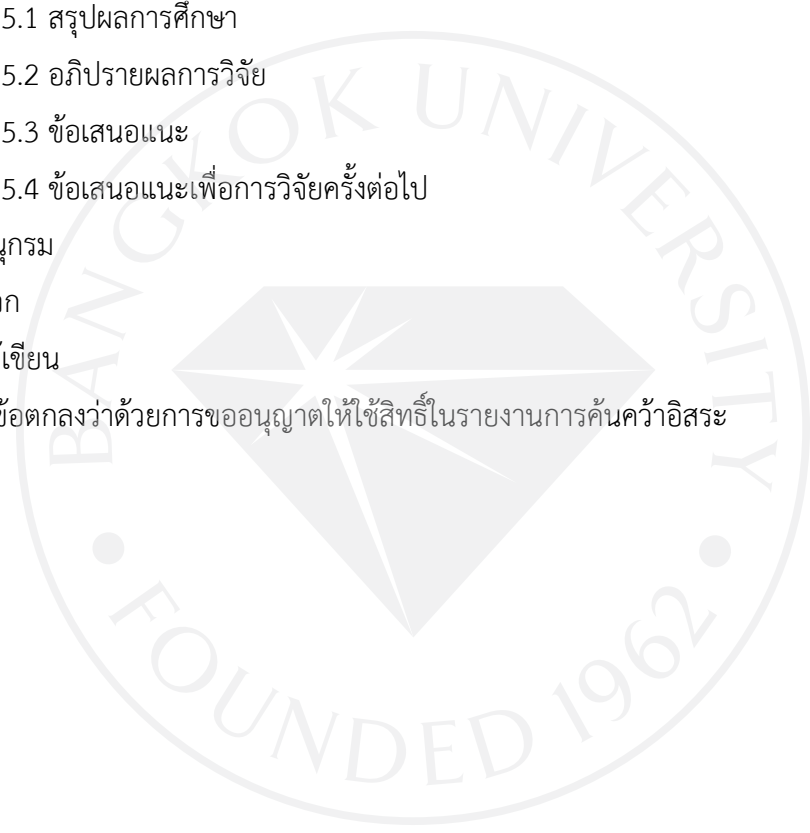 5.1 สรุปผลการศึกษา
5.2 อภิปรายผลการวิจัย
5.3 ข้อเสนอแนะ
5.4 ข้อเสนอแนะเพื่อการวิจัยครั้งต่อไป
นุกรม
วก
เขียน
ข้อตกลงว่าด้วยการขออนุญาตให้ใช้สิทธิ์ในรายงานการค้นคว้าอิสระ
BANGKOK UNIVERSITY
FOUNDED 1962